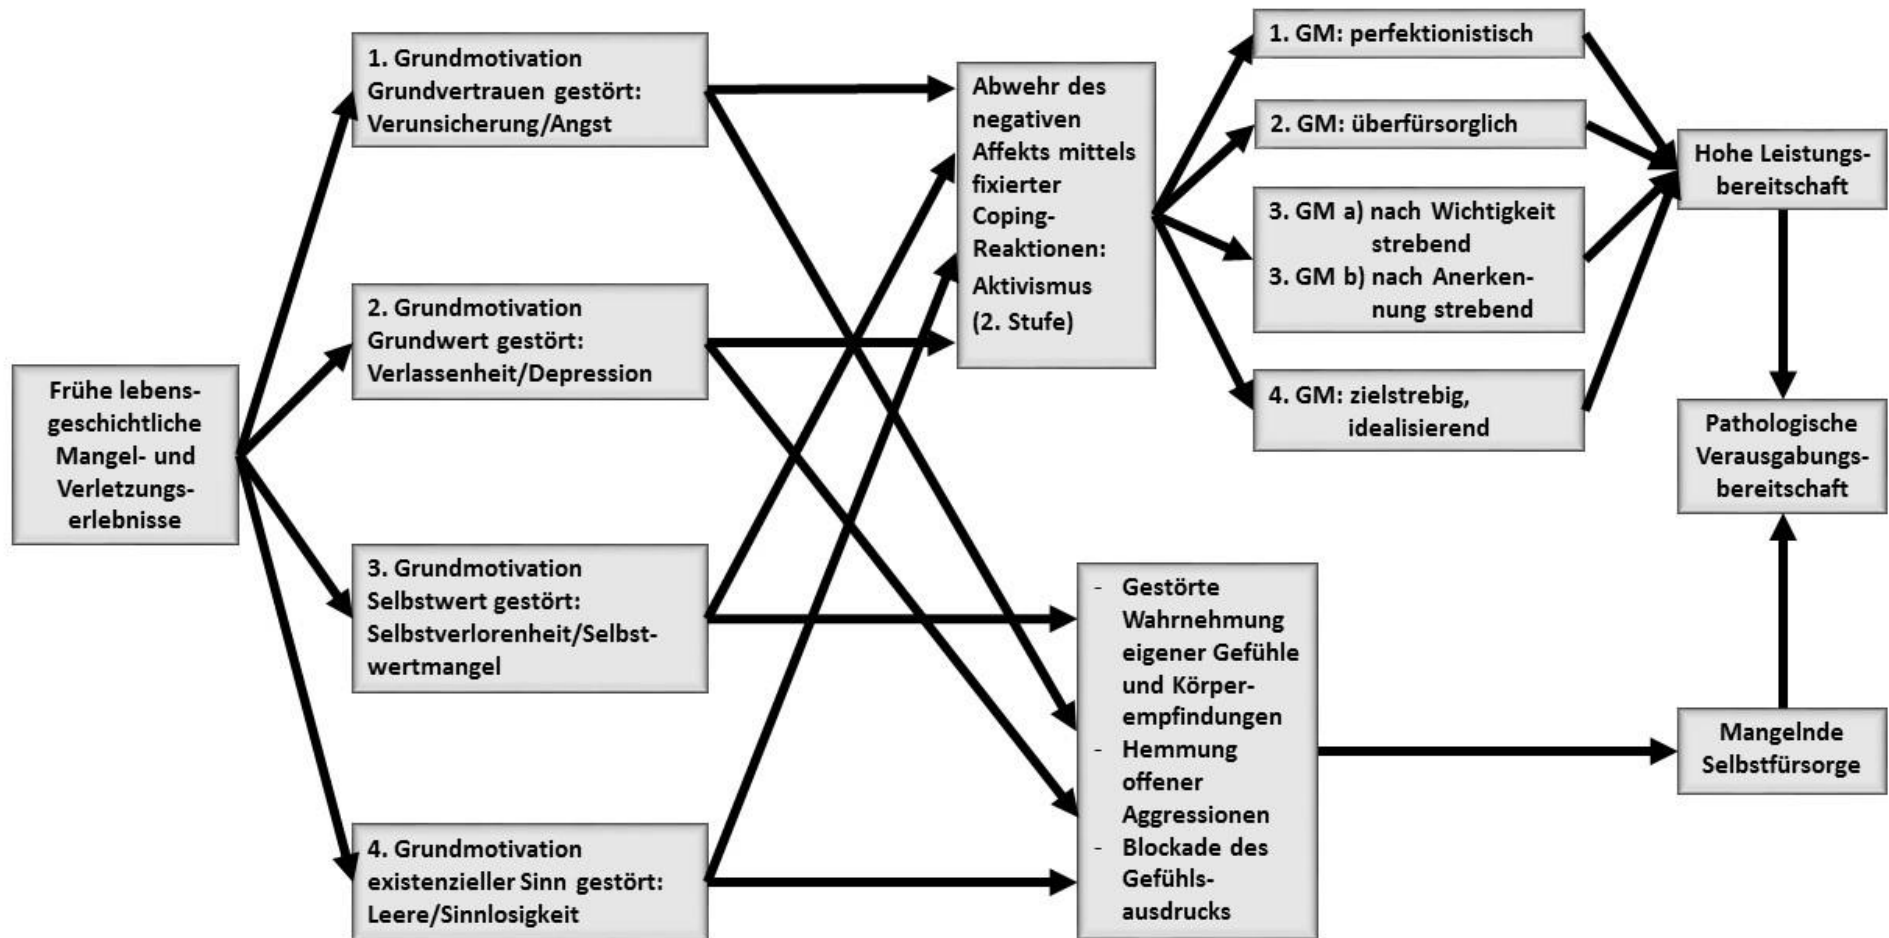 Frühe lebens-
geschichtliche
Mangel- und
Verletzungs-
erlebnisse
1. Grundmotivation
Grundvertrauen gestört:
Verunsicherung/Angst
2. Grundmotivation
Grundwert gestört:
Verlassenheit/Depression
3. Grundmotivation
Selbstwert gestört:
Selbstverlorenheit/Selbst-
wertmangel
4. Grundmotivation
existenzieller Sinn gestört:
Leere/Sinnlosigkeit
Abwehr des
negativen
Affekts mittels
fixierter
Coping-
Reaktionen:
Aktivismus
(2. Stufe)
- Gestörte
Wahrnehmung
eigener Gefühle
und Körper-
empfindungen
- Hemmung
offener
Aggressionen
- Blockade des
Gefühls-
ausdrucks
1. GM: perfektionistisch
2. GM: überfürsorglich
3. GM a) nach Wichtigkeit
strebend
3. GM b) nach Anerken-
nung strebend
4. GM: zielstrebig,
idealisierend
Hohe Leistungs-
bereitschaft
Pathologische
Verausgabungs-
bereitschaft
Mangelnde
Selbstfürsorge